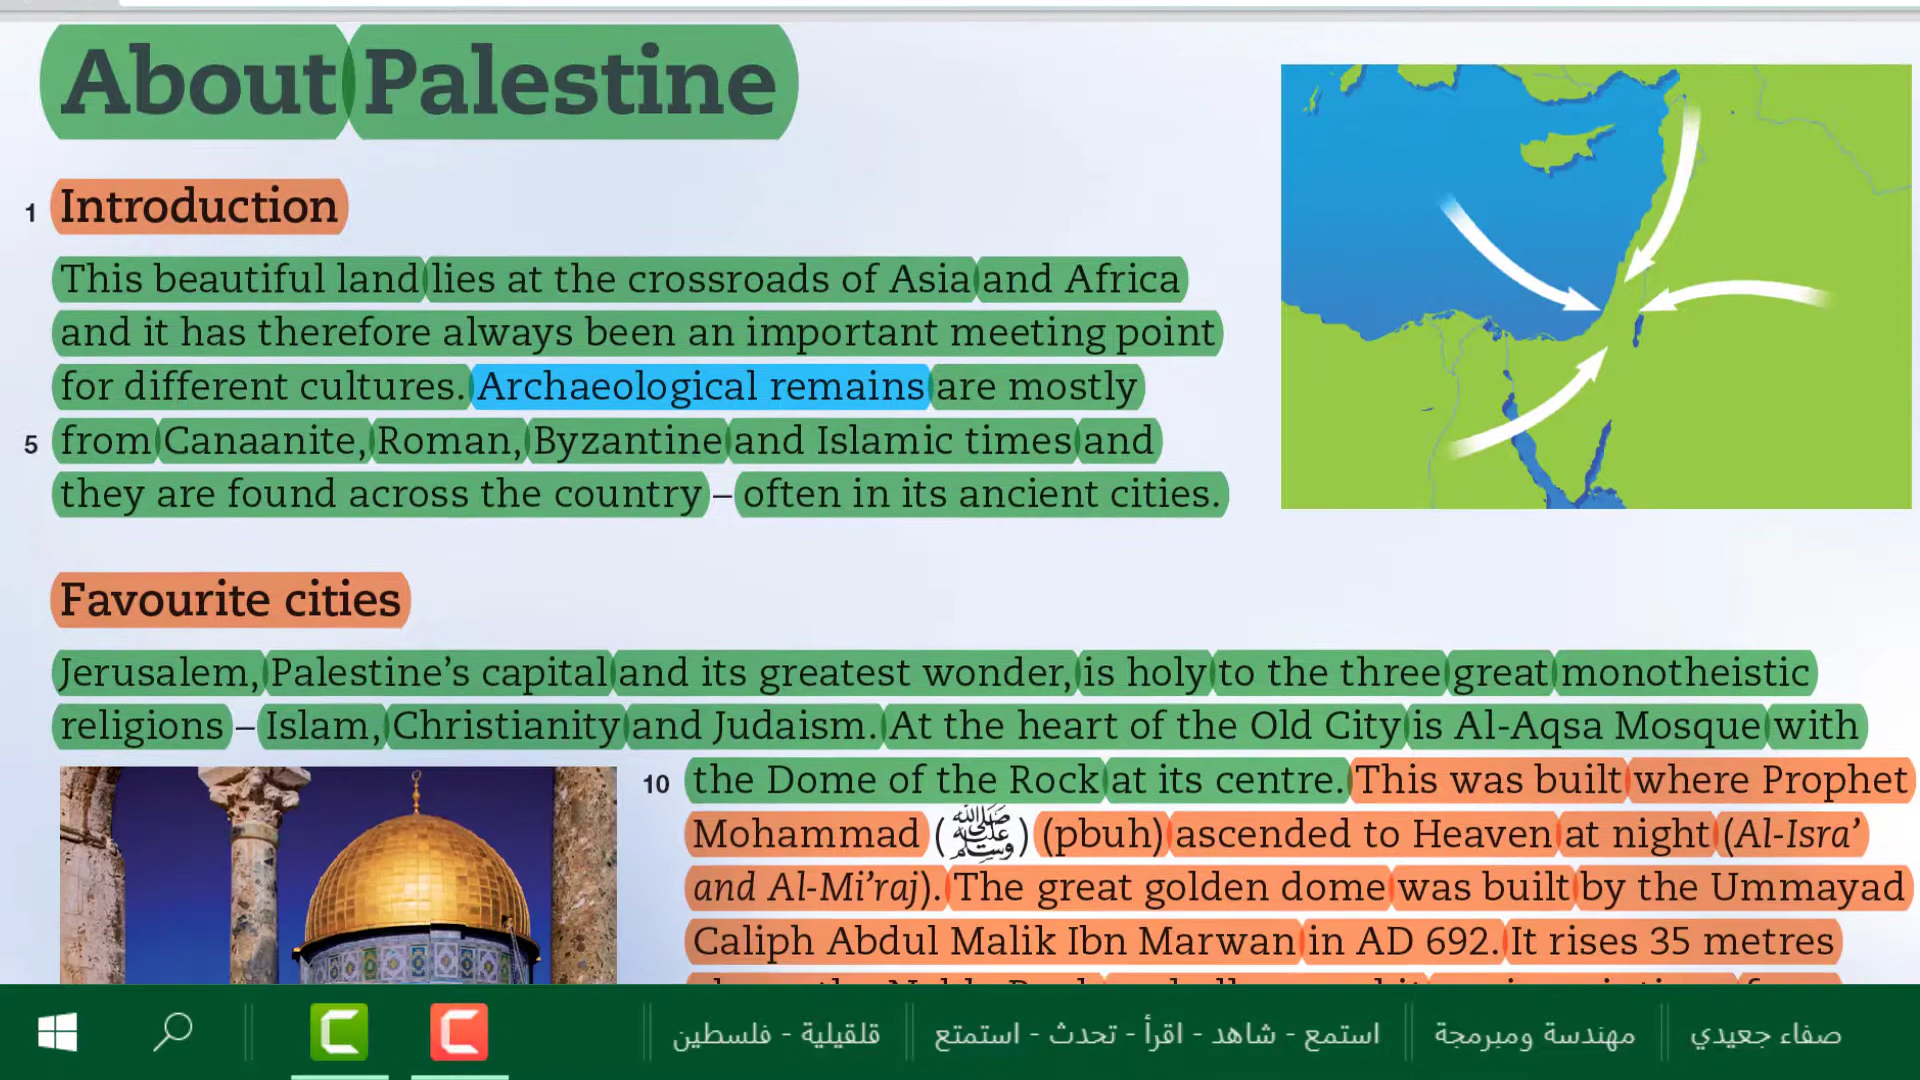 About Palestine
1 Introduction
This beautiful land lies at the crossroads of Asia and Africa
and it has therefore always been an important meeting point
for different cultures. Archaeological remains are mostly
5 from Canaanite, Roman, Byzantine and Islamic times and
they are found across the country – often in its ancient cities.
Favourite cities
Jerusalem, Palestine's capital and its greatest wonder, is holy to the three great monotheistic
religions – Islam, Christianity and Judaism. At the heart of the Old City is Al-Aqsa Mosque with
10 the Dome of the Rock at its centre. This was built where Prophet
Mohammad (ﷺ) (pbuh) ascended to Heaven at night (Al-Isra'
and Al-Mi'raj). The great golden dome was built by the Ummayad
Caliph Abdul Malik Ibn Marwan in AD 692. It rises 35 metres
صفاء جعيدي
مهندسة ومبرمجة
استمع - شاهد - اقرأ - تحدث - استمتع
قلقيلية - فلسطين